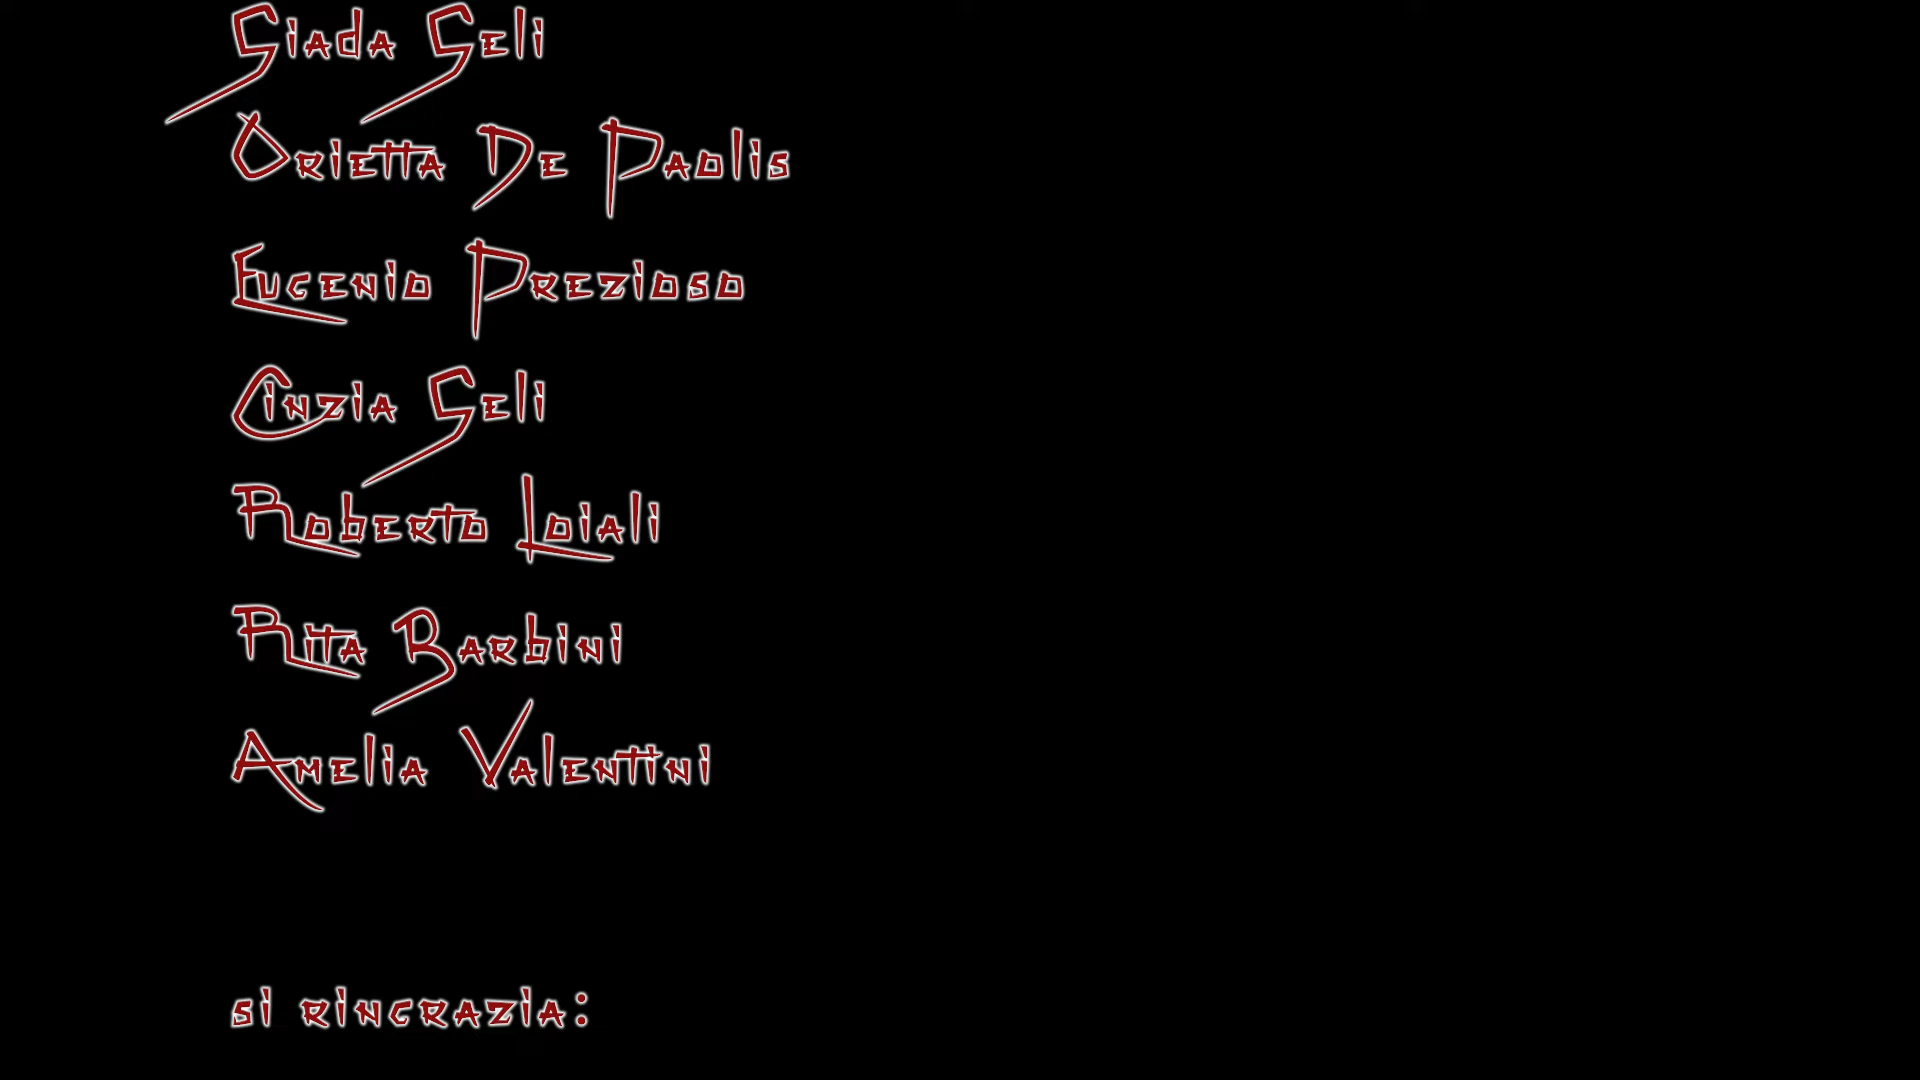 Giada Geli
Orietta De Paolis
Eugenio Prezioso
Cinzia Geli
Roberto Loiali
Rita Barbini
Amelia Valentini
si ringrazia: